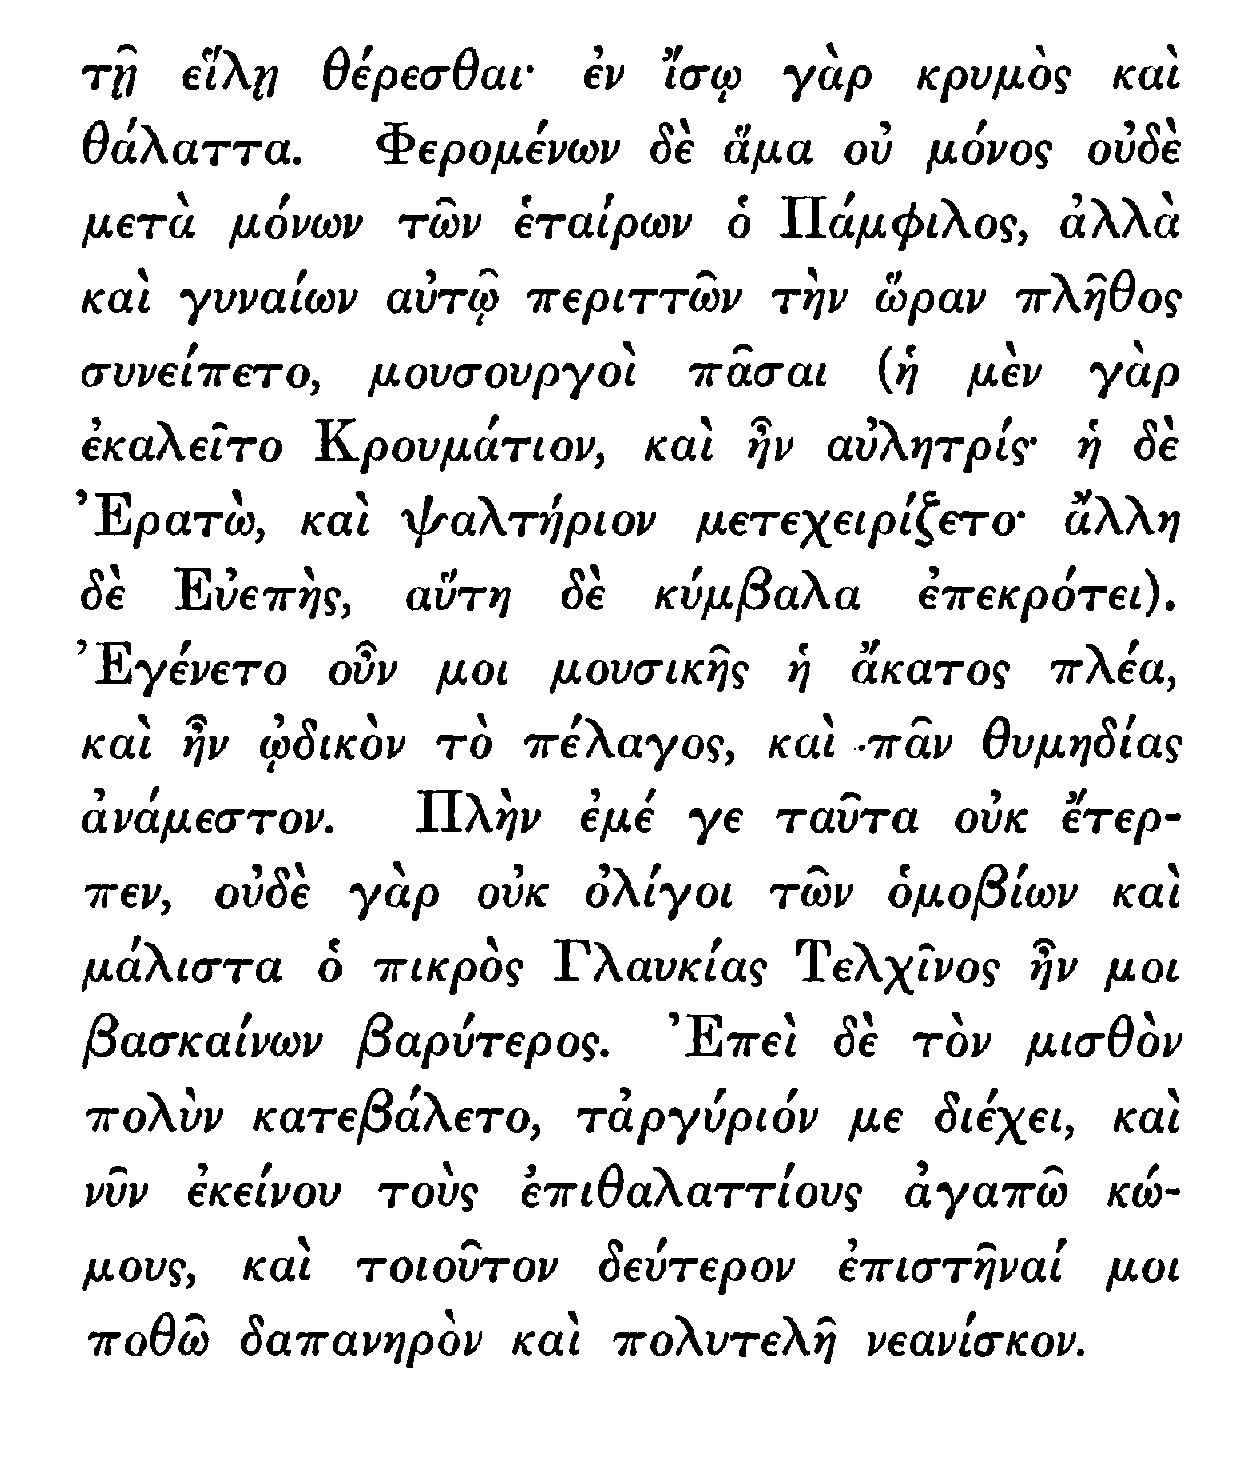 τῇ εἵλῃ θέρεσθαι· ἐν ἴσῳ γὰρ κρυμὸς καὶ
θάλαττα. Φερομένων δὲ ἅμα οὐ μόνος οὐδὲ
μετὰ μόνων τῶν ἑταίρων ὁ Πάμφιλος, ἀλλὰ
καὶ γυναίων αὐτῷ περιττῶν τὴν ὥραν πλῆθος
συνείπετο, μουσουργοὶ πᾶσαι (ἡ μὲν γὰρ
ἐκαλεῖτο Κρουμάτιον, καὶ ἦν αὐλητρίς· ἡ δὲ
Ἐρατὼ, καὶ ψαλτήριον μετεχειρίζετο· ἄλλη
δὲ Εὐεπὴς, αὕτη δὲ κύμβαλα ἐπεκρότει).
Ἐγένετο οὖν μοι μουσικῆς ἡ ἄκατος πλέα,
καὶ ἦν ᾠδικὸν τὸ πέλαγος, καὶ πᾶν θυμηδίας
ἀνάμεστον. Πλὴν ἐμέ γε ταῦτα οὐκ ἔτερ-
πεν, οὐδὲ γὰρ οὐκ ὀλίγοι τῶν ὁμοβίων καὶ
μάλιστα ὁ πικρὸς Γλαυκίας Τελχῖνος ἦν μοι
βασκαίνων βαρύτερος. Ἐπεὶ δὲ τὸν μισθὸν
πολὺν κατεβάλετο, τἀργύριόν με διέχει, καὶ
νῦν ἐκείνου τοὺς ἐπιθαλαττίους ἀγαπῶ κώ-
μους, καὶ τοιοῦτον δεύτερον ἐπιστῆναί μοι
ποθῶ δαπανηρὸν καὶ πολυτελῆ νεανίσκον.